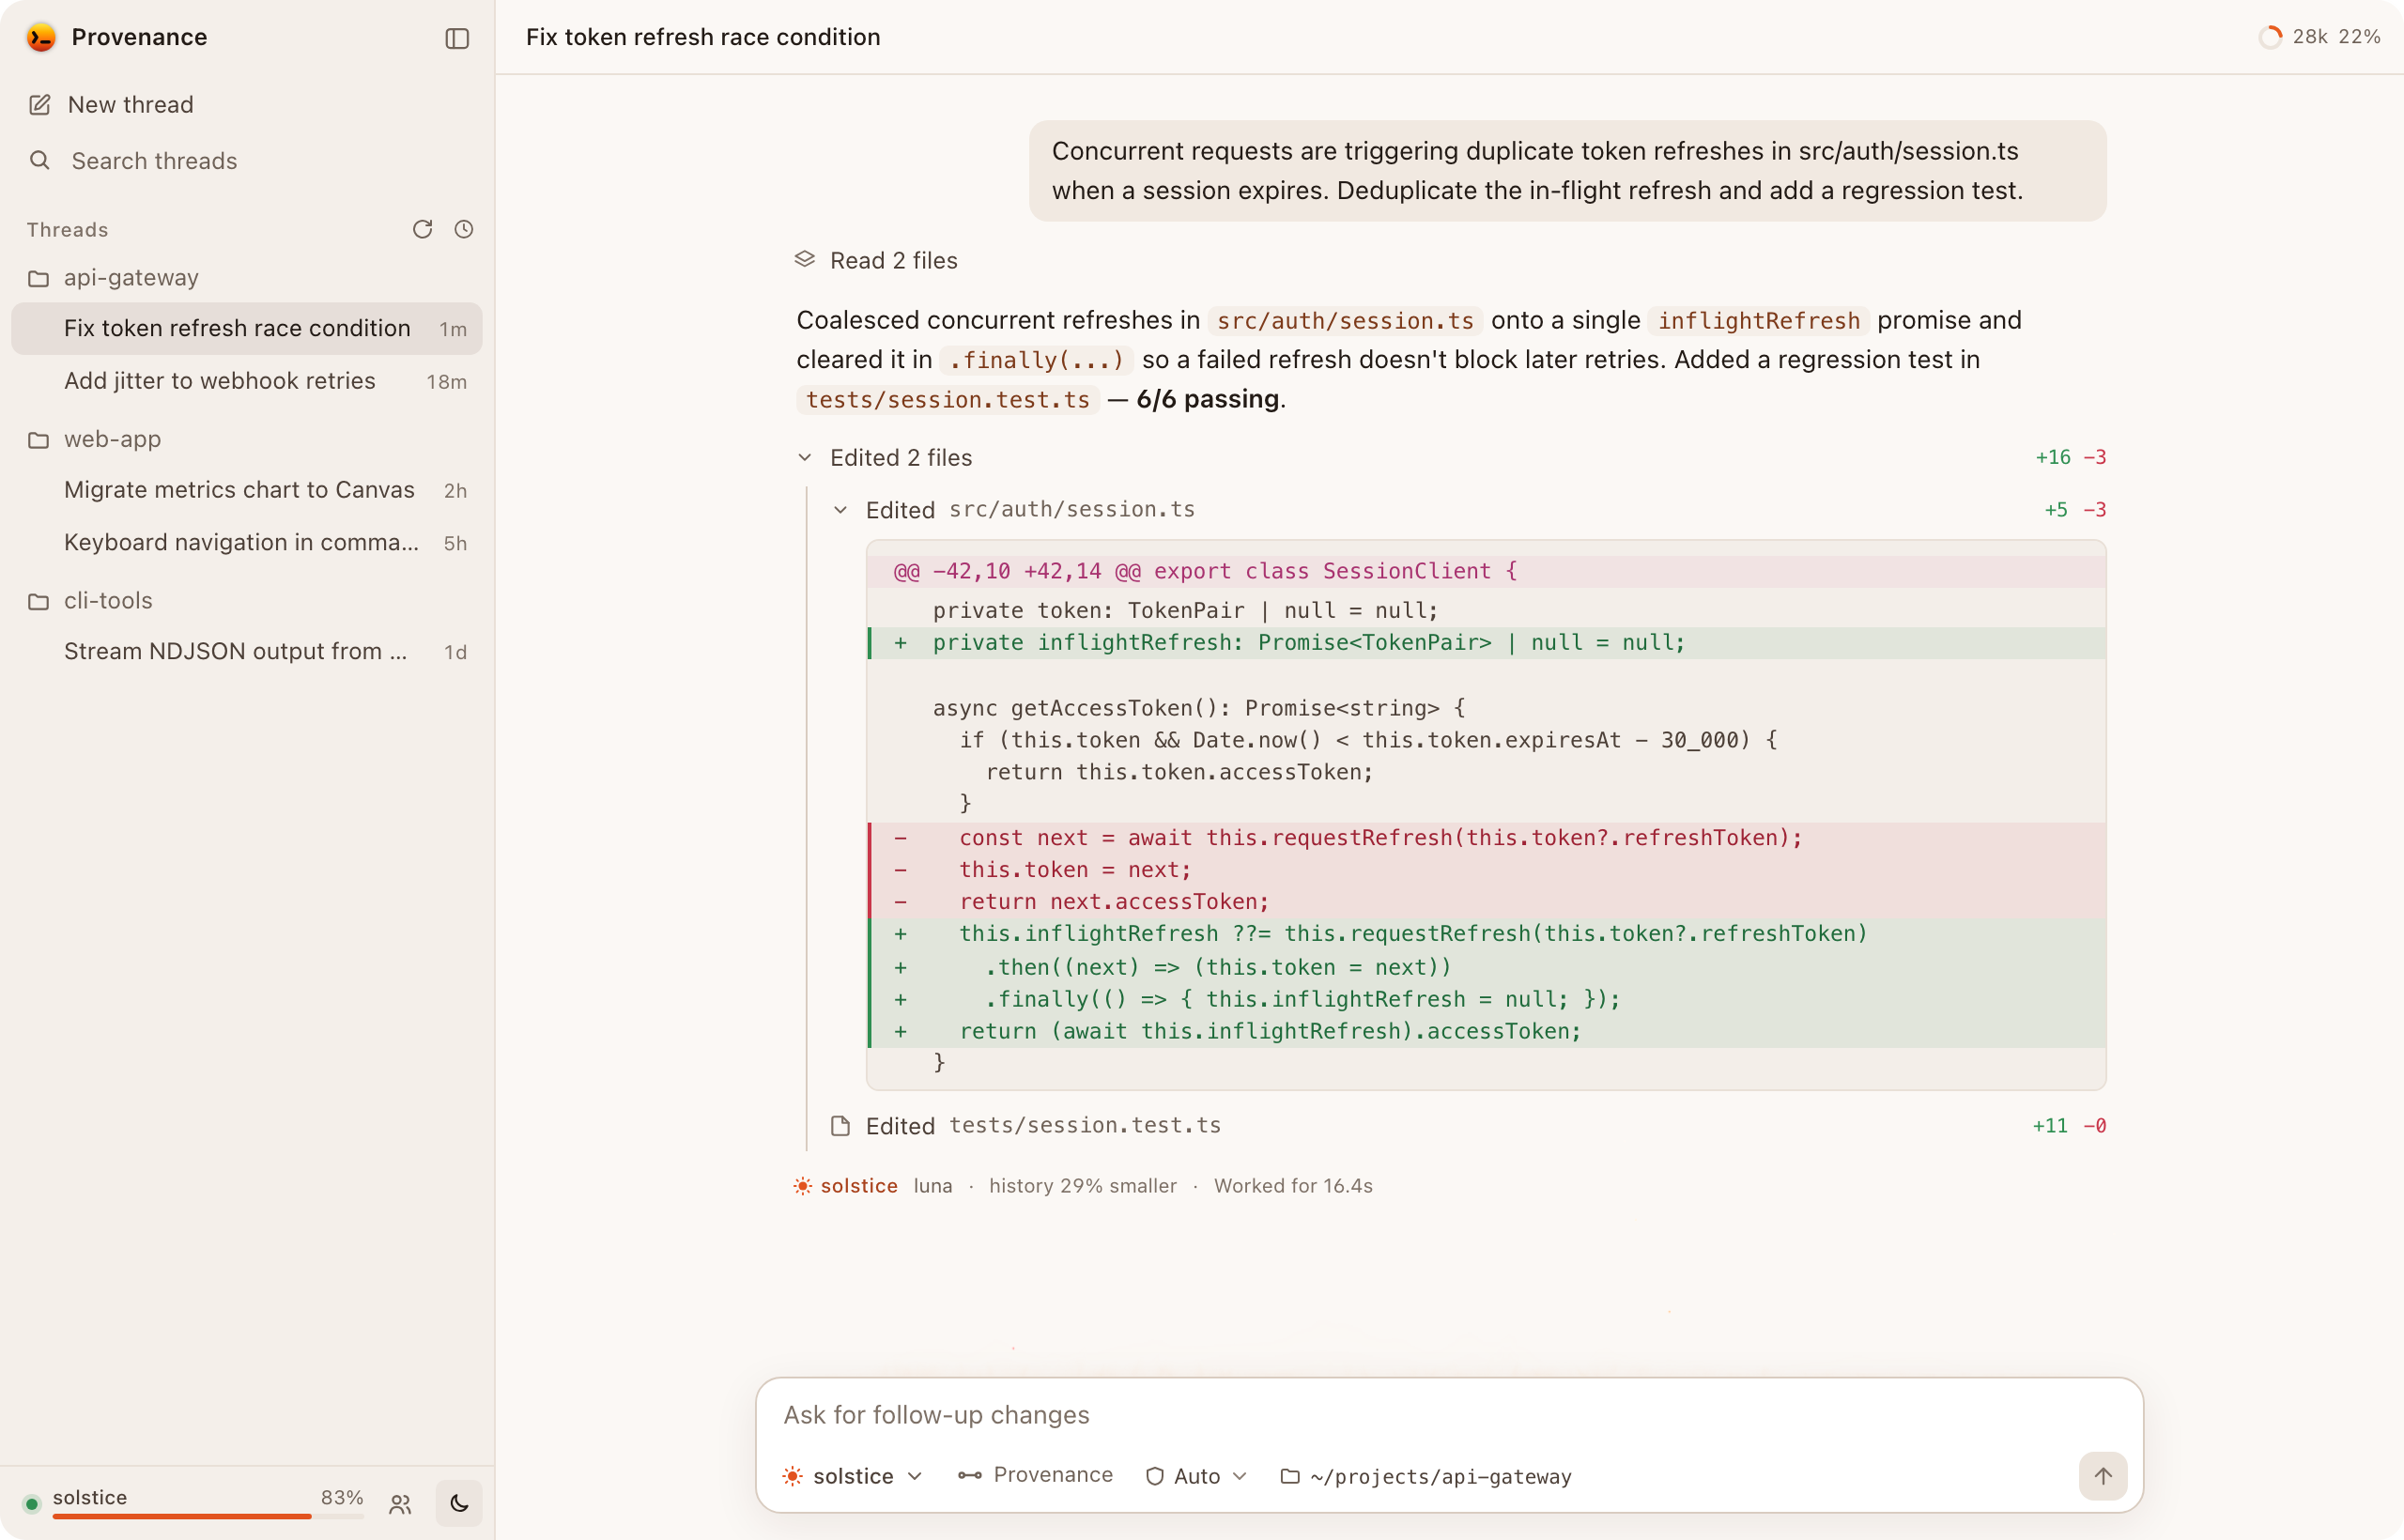 Provenance
New thread
Search threads
Threads
api-gateway
Fix token refresh race condition 1m
Add jitter to webhook retries 18m
web-app
Migrate metrics chart to Canvas 2h
Keyboard navigation in comma... 5h
cli-tools
Stream NDJSON output from ... 1d
solstice 83%
Fix token refresh race condition
28k 22%
Concurrent requests are triggering duplicate token refreshes in src/auth/session.ts
when a session expires. Deduplicate the in-flight refresh and add a regression test.
Read 2 files
Coalesced concurrent refreshes in src/auth/session.ts onto a single inflightRefresh promise and
cleared it in .finally(...) so a failed refresh doesn't block later retries. Added a regression test in
tests/session.test.ts — 6/6 passing.
Edited 2 files +16 −3
Edited src/auth/session.ts +5 −3
@@ −42,10 +42,14 @@ export class SessionClient {
private token: TokenPair | null = null;
+ private inflightRefresh: Promise<TokenPair> | null = null;
async getAccessToken(): Promise<string> {
if (this.token && Date.now() < this.token.expiresAt − 30_000) {
return this.token.accessToken;
}
− const next = await this.requestRefresh(this.token?.refreshToken);
− this.token = next;
− return next.accessToken;
+ this.inflightRefresh ??= this.requestRefresh(this.token?.refreshToken)
+ .then((next) => (this.token = next))
+ .finally(() => { this.inflightRefresh = null; });
+ return (await this.inflightRefresh).accessToken;
}
Edited tests/session.test.ts +11 −0
solstice luna · history 29% smaller · Worked for 16.4s
Ask for follow-up changes
solstice Provenance Auto ~/projects/api-gateway